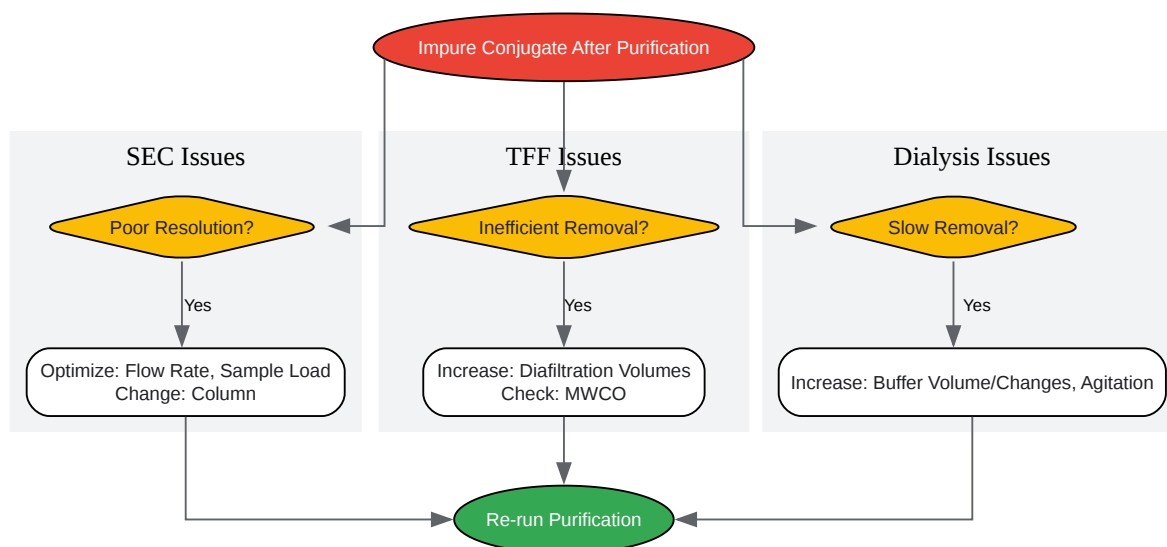 Impure Conjugate After Purification
SEC Issues
TFF Issues
Dialysis Issues
Poor Resolution?
Inefficient Removal?
Slow Removal?
Yes
Yes
Yes
Optimize: Flow Rate, Sample Load
Change: Column
Increase: Diafiltration Volumes
Check: MWCO
Increase: Buffer Volume/Changes, Agitation
Re-run Purification